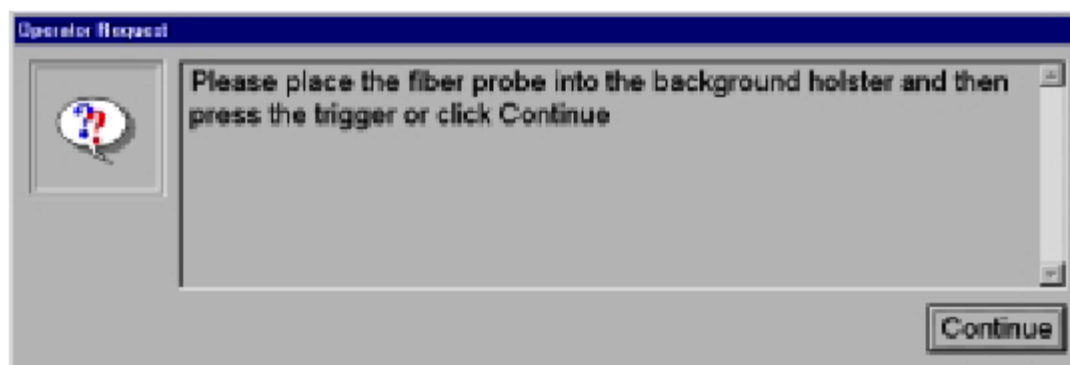 Operator Request
Please place the fiber probe into the background holster and then
press the trigger or click Continue
Continue